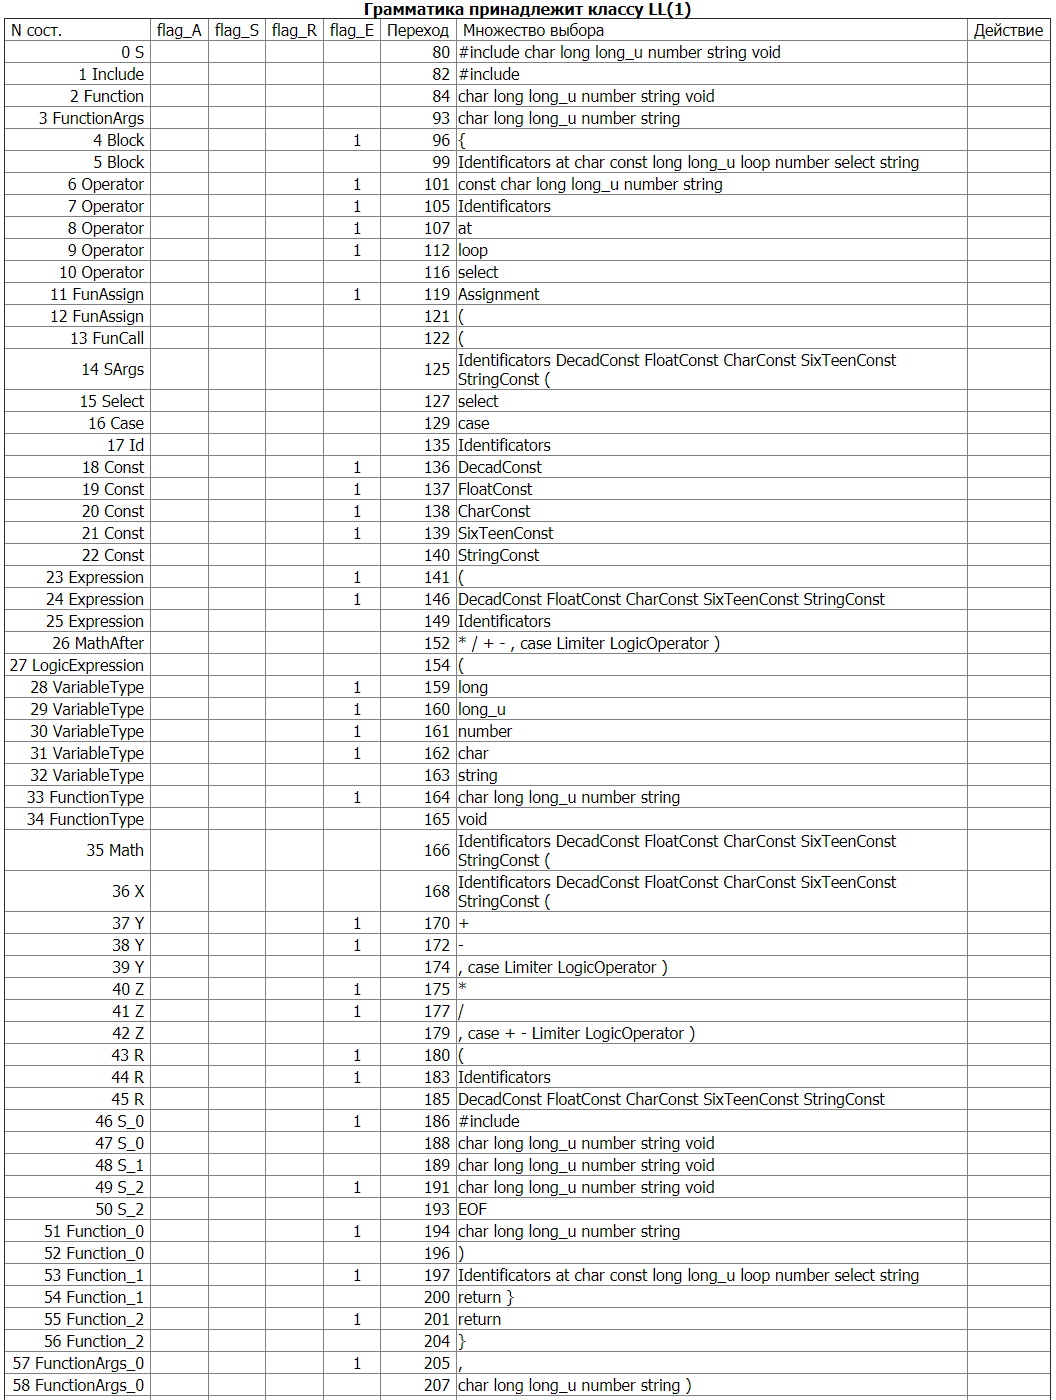 Грамматика принадлежит классу LL(1)
N сост. flag_A flag_S flag_R flag_E Переход Множество выбора Действие
0 S 80 #include char long long_u number string void
1 Include 82 #include
2 Function 84 char long long_u number string void
3 FunctionArgs 93 char long long_u number string
4 Block 1 96 {
5 Block 99 Identificators at char const long long_u loop number select string
6 Operator 1 101 const char long long_u number string
7 Operator 1 105 Identificators
8 Operator 1 107 at
9 Operator 1 112 loop
10 Operator 116 select
11 FunAssign 1 119 Assignment
12 FunAssign 121 (
13 FunCall 122 (
14 SArgs 125 Identificators DecadConst FloatConst CharConst SixTeenConst
StringConst (
15 Select 127 select
16 Case 129 case
17 Id 135 Identificators
18 Const 1 136 DecadConst
19 Const 1 137 FloatConst
20 Const 1 138 CharConst
21 Const 1 139 SixTeenConst
22 Const 140 StringConst
23 Expression 1 141 (
24 Expression 1 146 DecadConst FloatConst CharConst SixTeenConst StringConst
25 Expression 149 Identificators
26 MathAfter 152 * / + - , case Limiter LogicOperator )
27 LogicExpression 154 (
28 VariableType 1 159 long
29 VariableType 1 160 long_u
30 VariableType 1 161 number
31 VariableType 1 162 char
32 VariableType 163 string
33 FunctionType 1 164 char long long_u number string
34 FunctionType 165 void
35 Math 166 Identificators DecadConst FloatConst CharConst SixTeenConst
StringConst (
36 X 168 Identificators DecadConst FloatConst CharConst SixTeenConst
StringConst (
37 Y 1 170 +
38 Y 1 172 -
39 Y 174 , case Limiter LogicOperator )
40 Z 1 175 *
41 Z 1 177 /
42 Z 179 , case + - Limiter LogicOperator )
43 R 1 180 (
44 R 1 183 Identificators
45 R 185 DecadConst FloatConst CharConst SixTeenConst StringConst
46 S_0 1 186 #include
47 S_0 188 char long long_u number string void
48 S_1 189 char long long_u number string void
49 S_2 1 191 char long long_u number string void
50 S_2 193 EOF
51 Function_0 1 194 char long long_u number string
52 Function_0 196 )
53 Function_1 1 197 Identificators at char const long long_u loop number select string
54 Function_1 200 return }
55 Function_2 1 201 return
56 Function_2 204 }
57 FunctionArgs_0 1 205 ,
58 FunctionArgs_0 207 char long long_u number string )